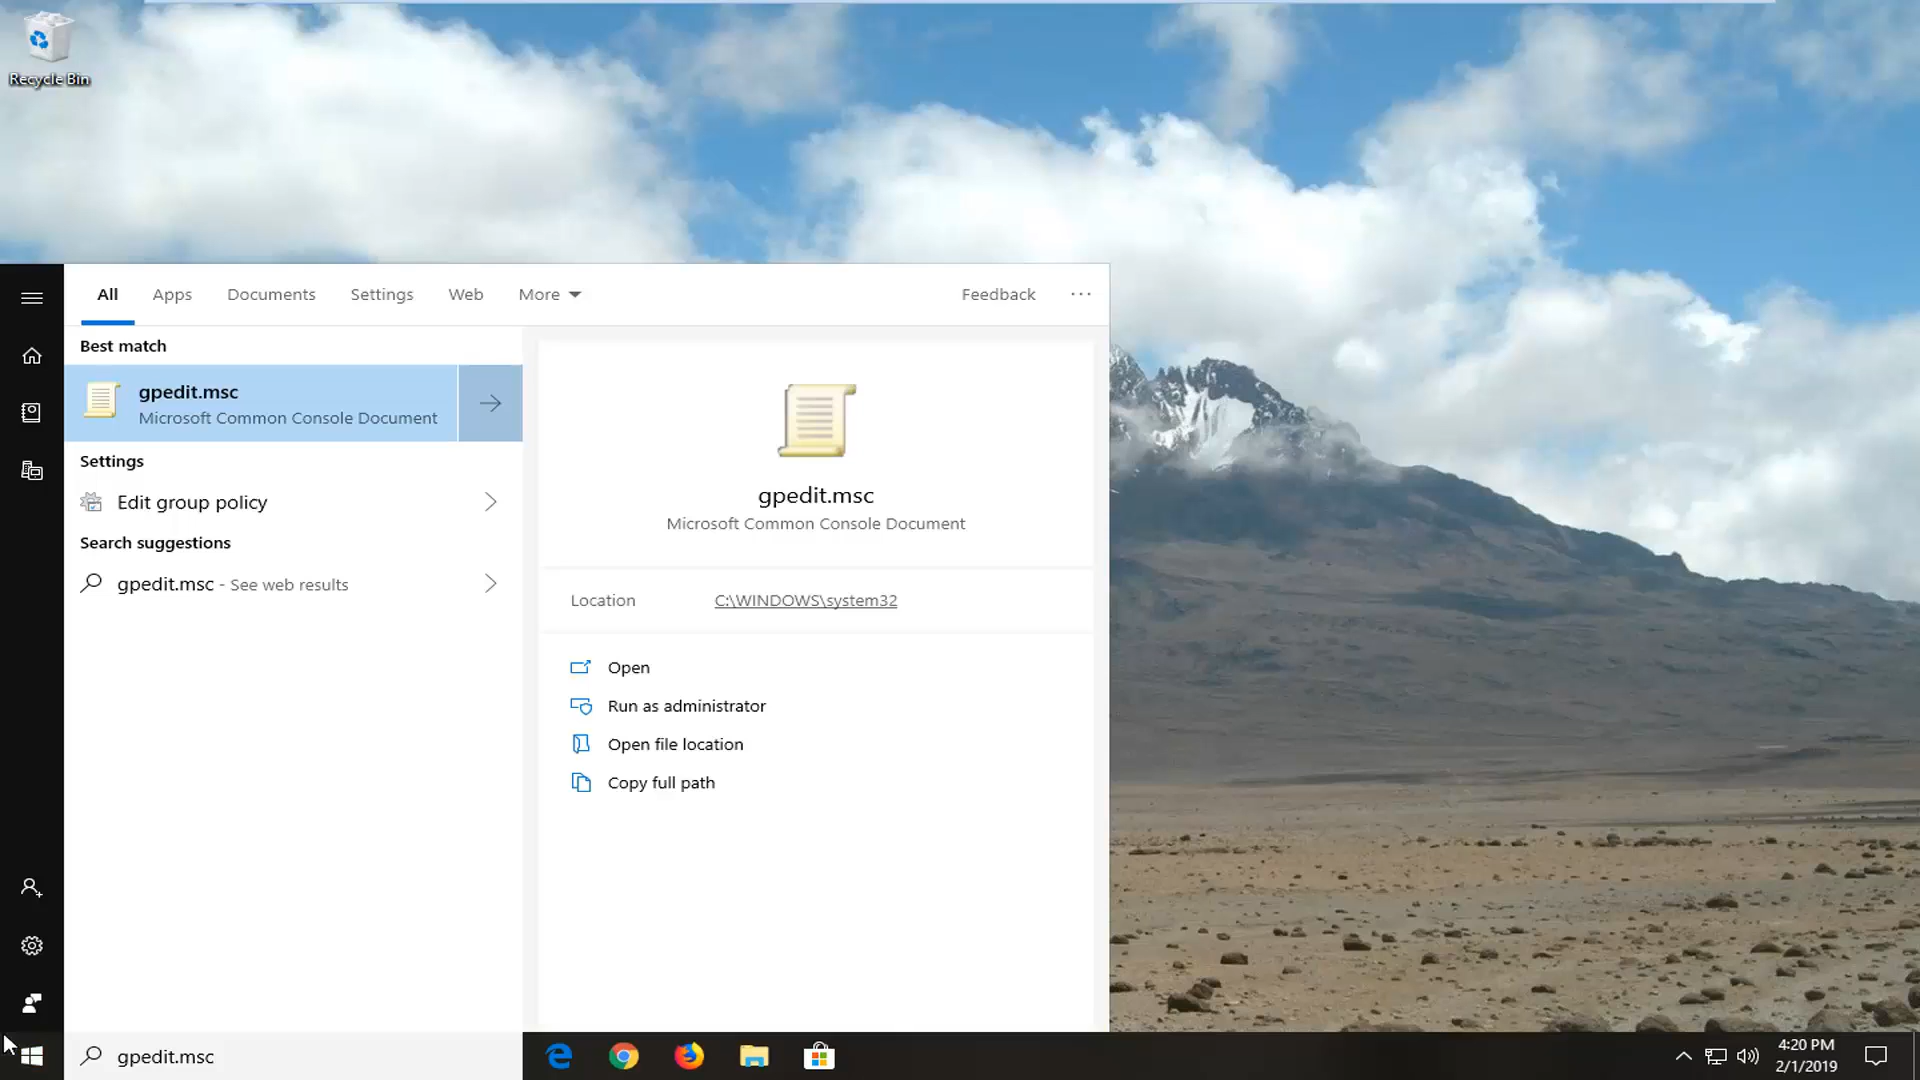 Recycle Bin
All
Apps
Documents
Settings
Web
More
Feedback
Best match
gpedit.msc
Microsoft Common Console Document
Settings
Edit group policy
Search suggestions
gpedit.msc - See web results
gpedit.msc
Microsoft Common Console Document
Location
C:\WINDOWS\system32
Open
Run as administrator
Open file location
Copy full path
gpedit.msc
4:20 PM
2/1/2019